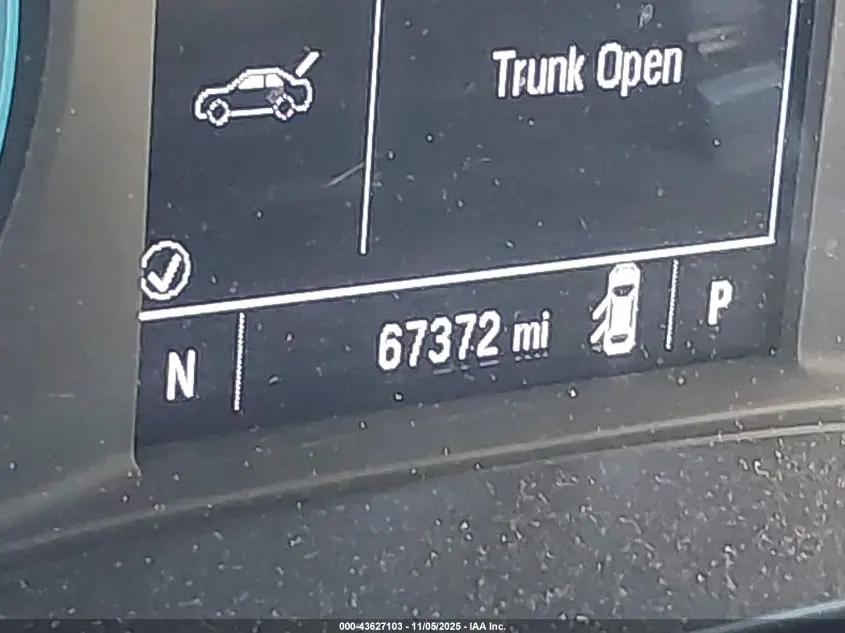 Trunk Open
N
67372 mi
P
000-43627103 - 11/05/2025 - IAA Inc.